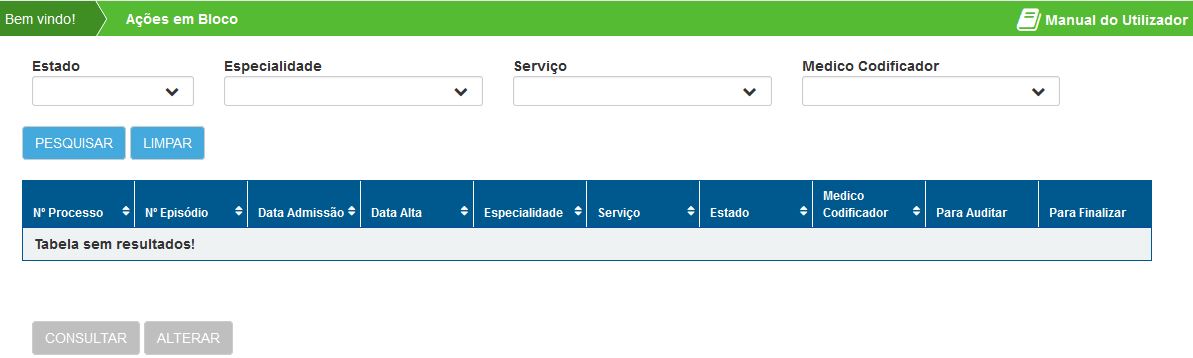 Bem vindo! Ações em Bloco Manual do Utilizador
Estado Especialidade Serviço Medico Codificador
PESQUISAR LIMPAR
Nº Processo Nº Episódio Data Admissão Data Alta Especialidade Serviço Estado Medico Codificador Para Auditar Para Finalizar
Tabela sem resultados!
CONSULTAR ALTERAR